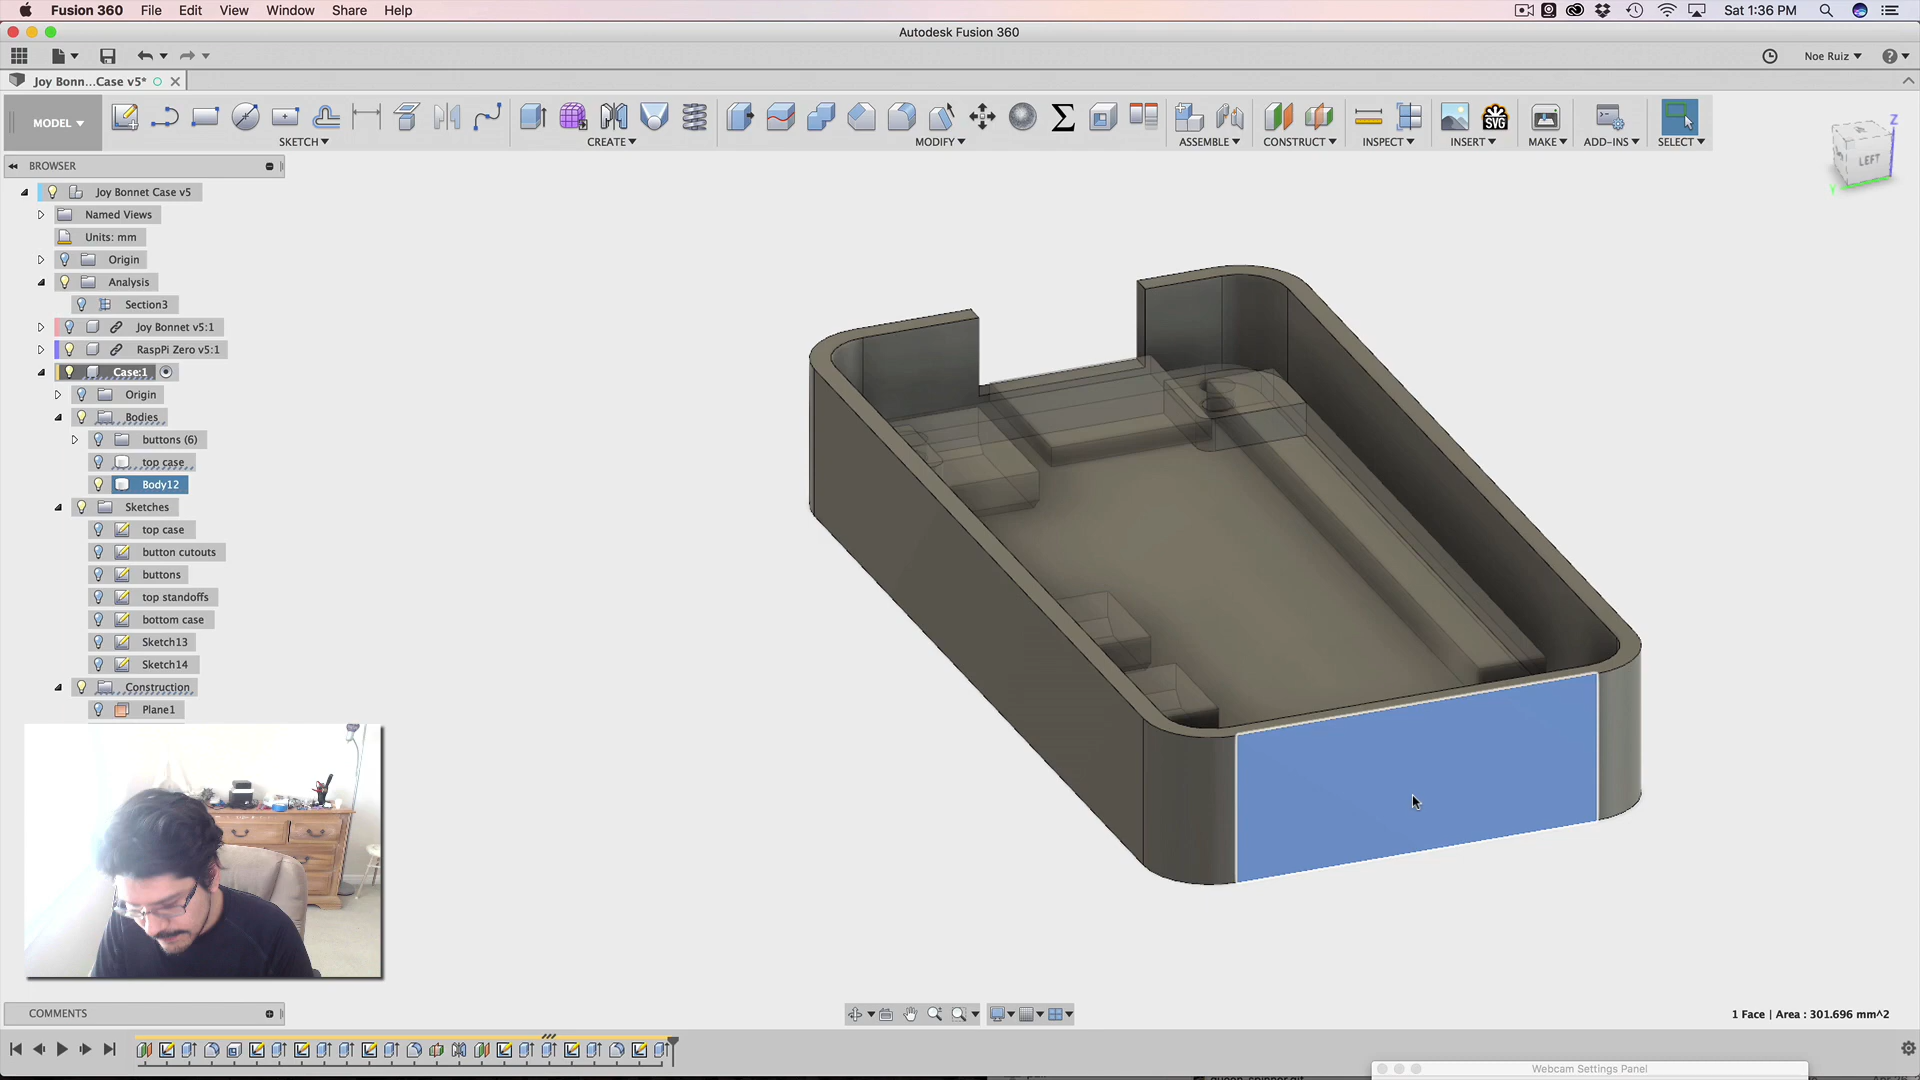 Fusion 360 File Edit View Window Share Help Sat 1:36 PM
Autodesk Fusion 360
Noe Ruiz
Joy Bonn...Case v5*
MODEL
SKETCH CREATE MODIFY ASSEMBLE CONSTRUCT INSPECT INSERT MAKE ADD-INS SELECT
SVG
BROWSER
Z
LEFT
Y
Joy Bonnet Case v5
Named Views
Units: mm
Origin
Analysis
Section3
Joy Bonnet v5:1
RaspPi Zero v5:1
Case:1
Origin
Bodies
buttons (6)
top case
Body12
Sketches
top case
button cutouts
buttons
top standoffs
bottom case
Sketch13
Sketch14
Construction
Plane1
COMMENTS
1 Face | Area : 301.696 mm^2
Webcam Settings Panel